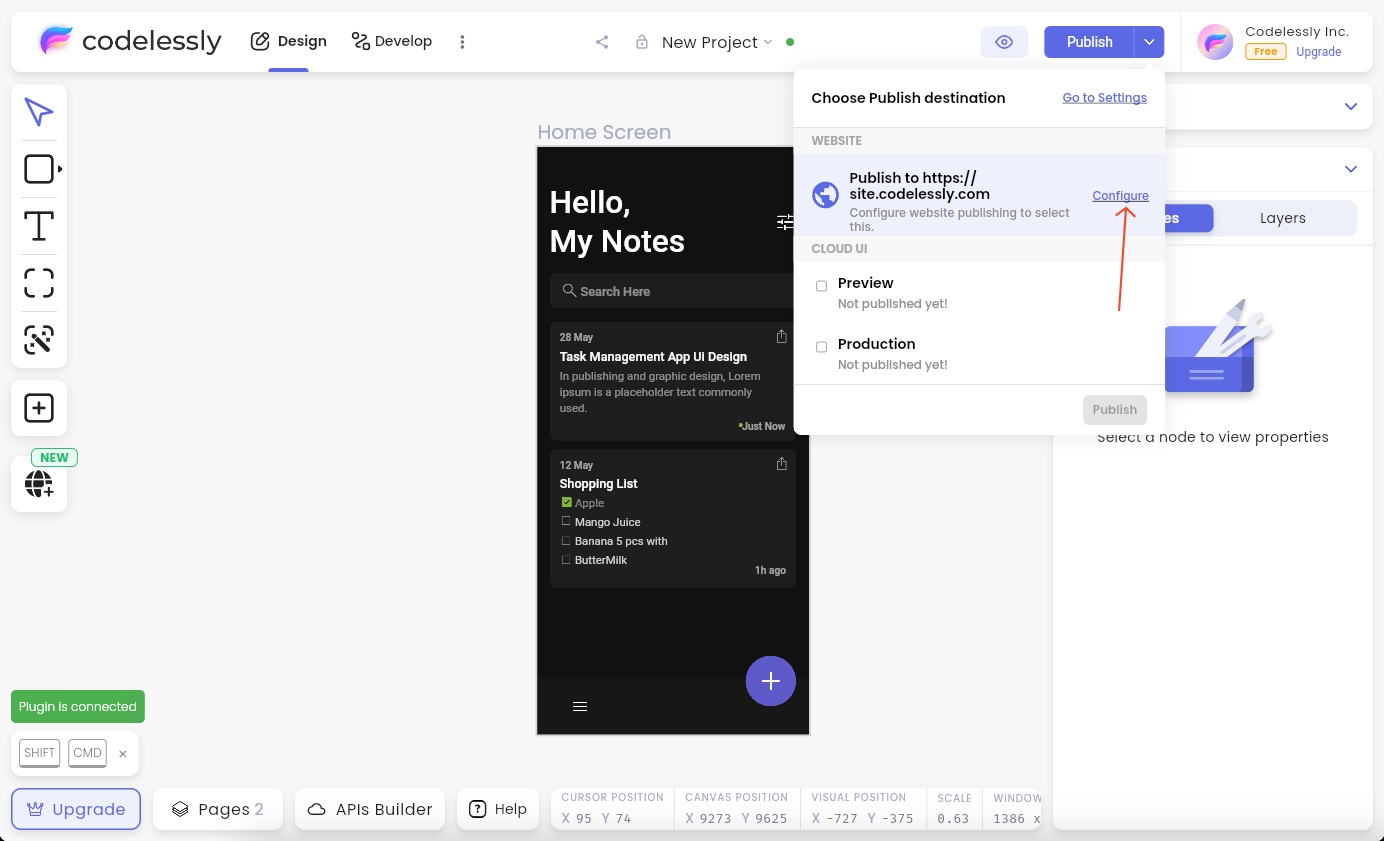 codelessly
Design
Develop
New Project
Publish
Codelessly Inc.
Free
Upgrade
Choose Publish destination
Go to Settings
WEBSITE
Publish to https://
site.codelessly.com
Configure website publishing to select
this.
Configure
CLOUD UI
Preview
Not published yet!
Production
Not published yet!
Publish
Layers
Select a node to view properties
Home Screen
Hello,
My Notes
Search Here
28 May
Task Management App Ui Design
In publishing and graphic design, Lorem
ipsum is a placeholder text commonly
used.
Just Now
12 May
Shopping List
Apple
Mango Juice
Banana 5 pcs with
ButterMilk
1h ago
NEW
Plugin is connected
SHIFT CMD ×
Upgrade
Pages 2
APIs Builder
Help
CURSOR POSITION
X 95 Y 74
CANVAS POSITION
X 9273 Y 9625
VISUAL POSITION
X -727 Y -375
SCALE
0.63
WINDOW
1386 x